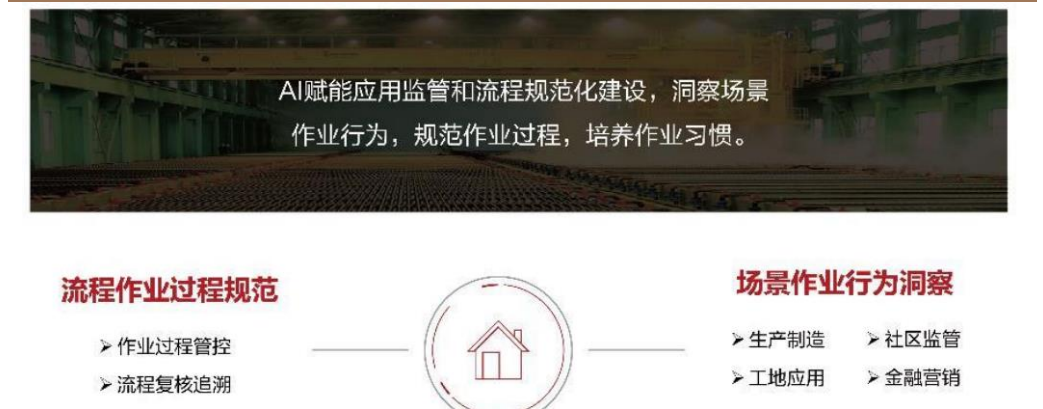 AI赋能应用监管和流程规范化建设，洞察场景
作业行为，规范作业过程，培养作业习惯。
流程作业过程规范
➢作业过程管控
➢流程复核追溯
场景作业行为洞察
➢生产制造 ➢社区监管
➢工地应用 ➢金融营销